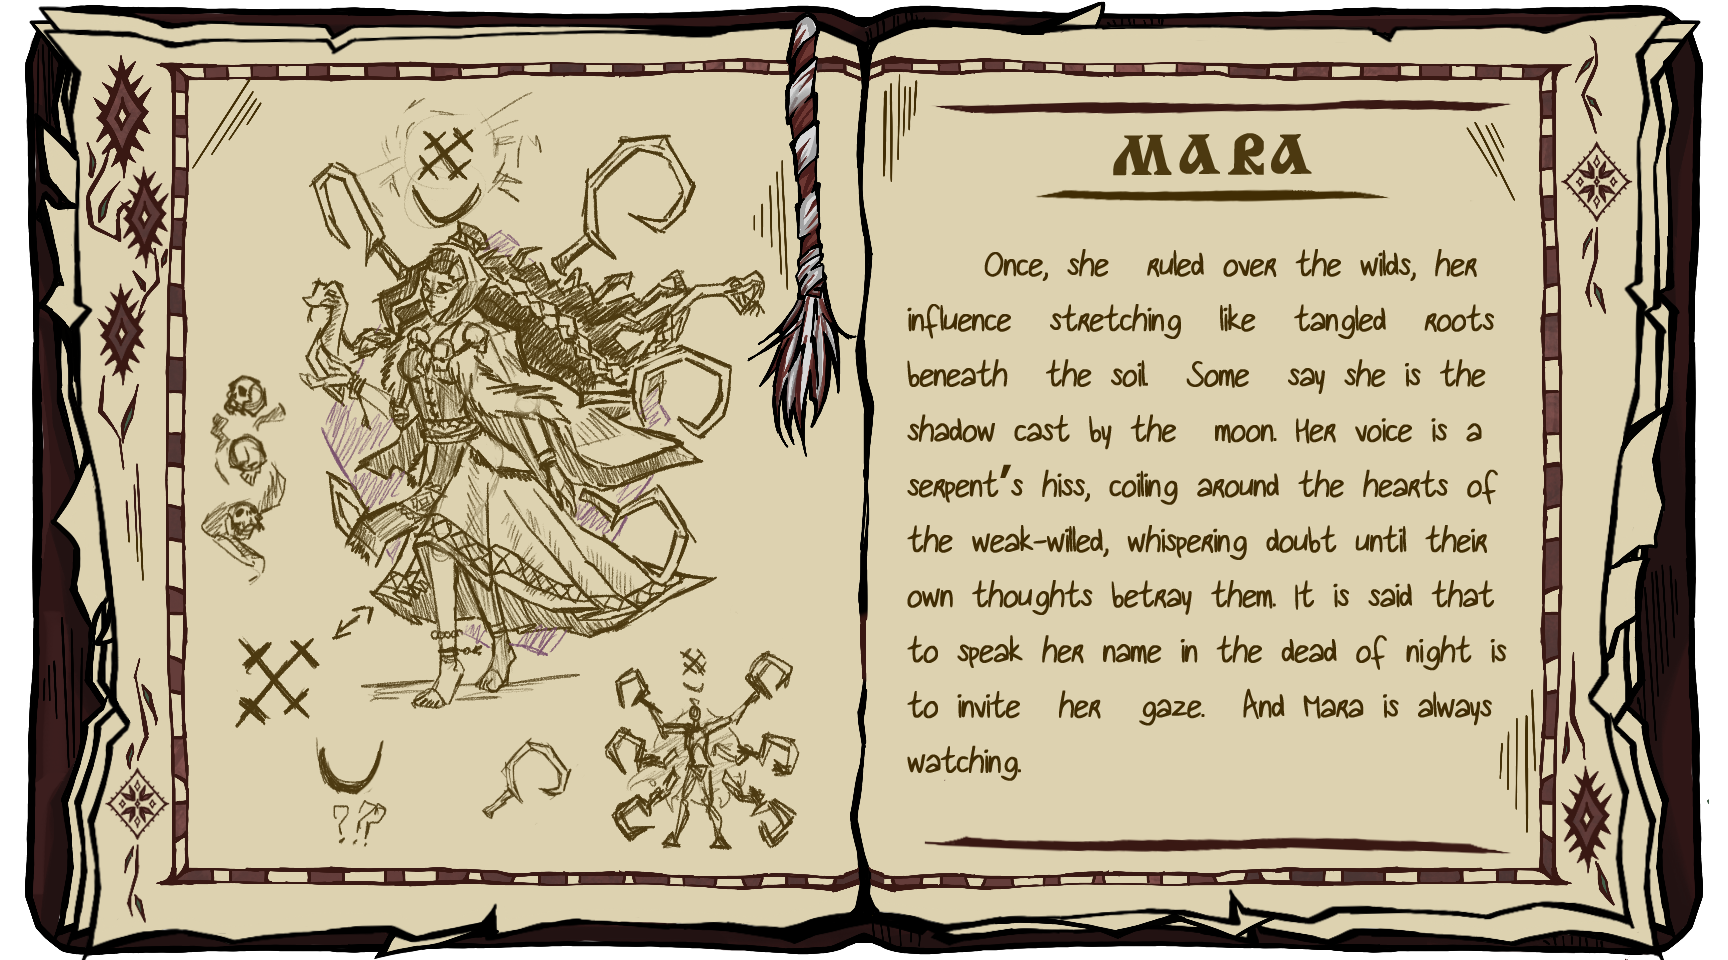 MARA
Once, she ruled over the wilds, her
influence stretching like tangled roots
beneath the soil. Some say she is the
shadow cast by the moon. Her voice is a
serpent's hiss, coiling around the hearts of
the weak-willed, whispering doubt until their
own thoughts betray them. It is said that
to speak her name in the dead of night is
to invite her gaze. And Mara is always
watching.
??